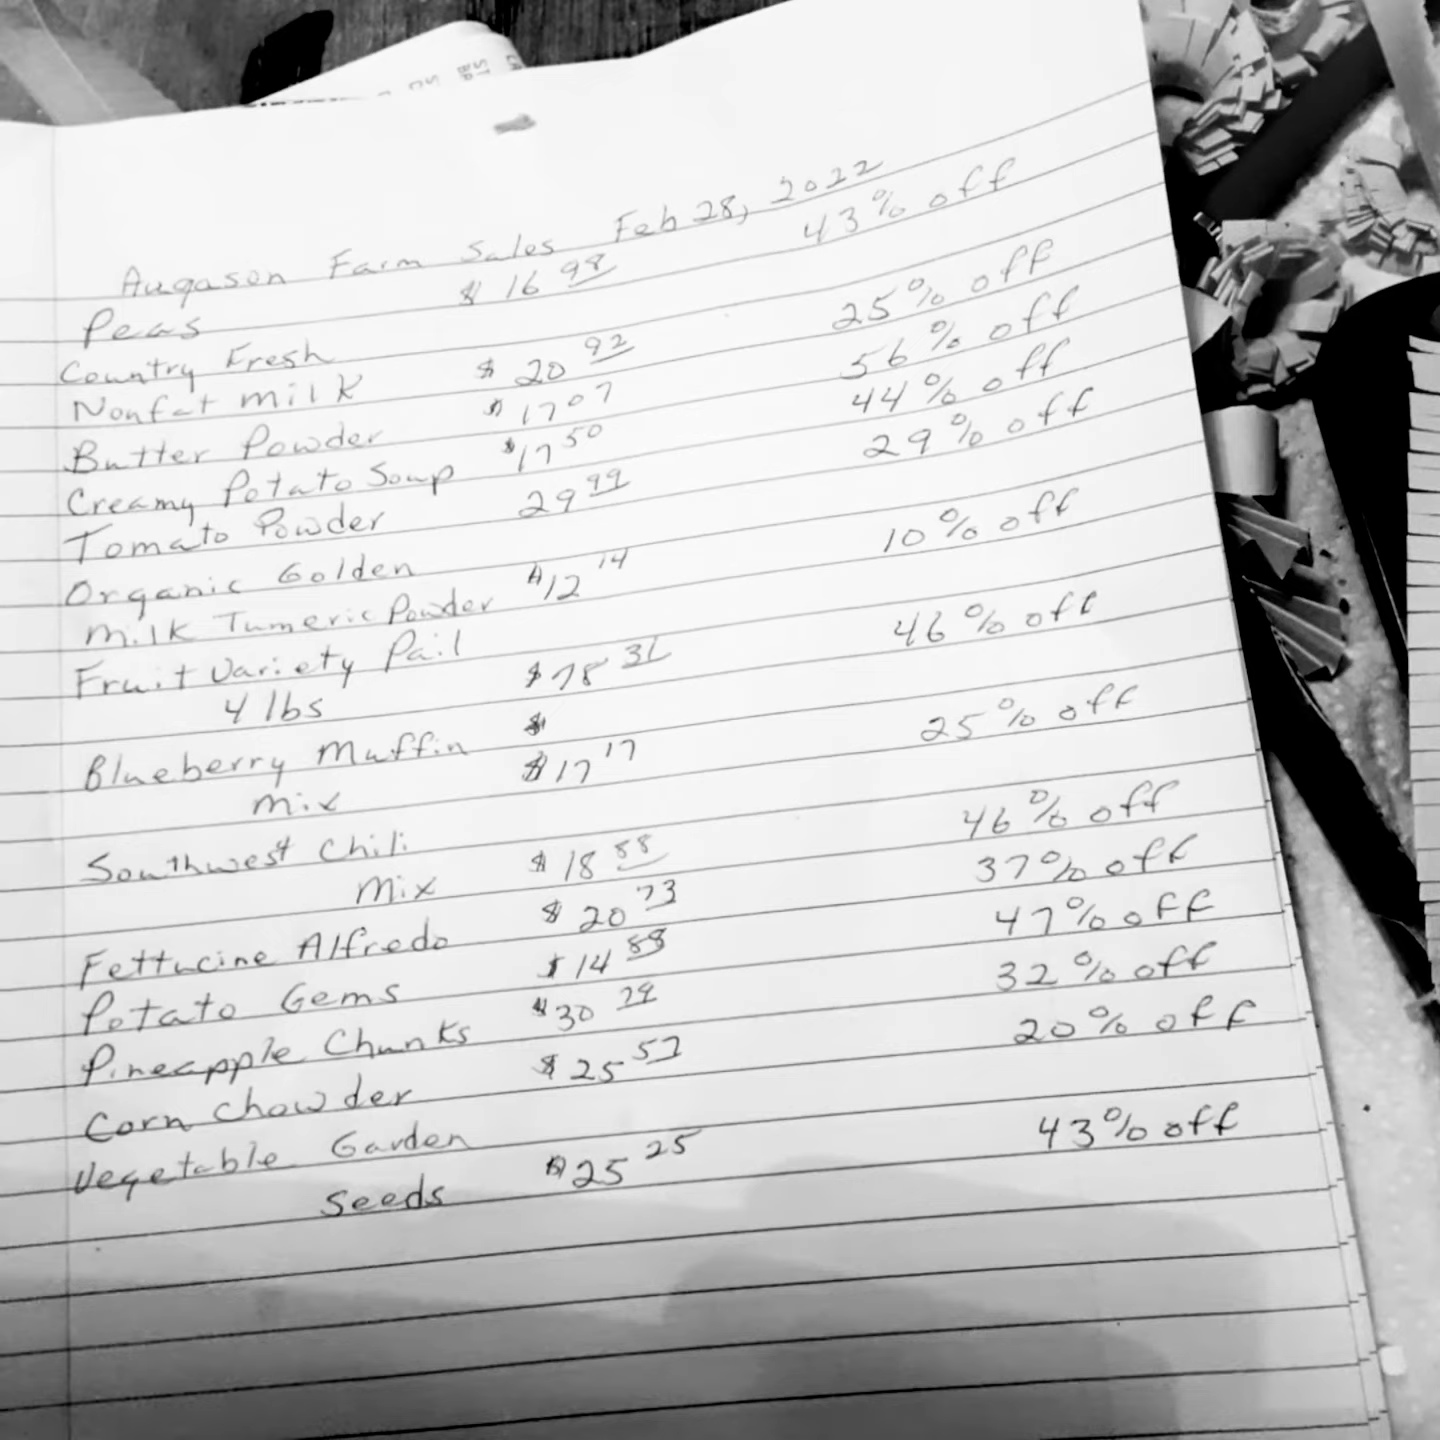 Augason Farm Sales Feb 28, 2022
Peas $ 16 98 43% off
Country Fresh
Nonfat milk $ 20 92 25% off
Butter Powder $ 17 07 56% off
Creamy Potato Soup $ 17 50 44% off
Tomato Powder 29 99 29% off
Organic Golden
Milk Tumeric Powder $ 12 14 10% off
Fruit Variety Pail
4 lbs $ 78 31 46% off
Blueberry Muffin $
mix $ 17 17 25% off
Southwest Chili
Mix $ 18 88 46% off
Fettucine Alfredo $ 20 73 37% off
Potato Gems $ 14 88 47% off
Pineapple Chunks $ 30 29 32% off
Corn Chowder $ 25 57 20% off
Vegetable Garden
Seeds $ 25 25 43% off